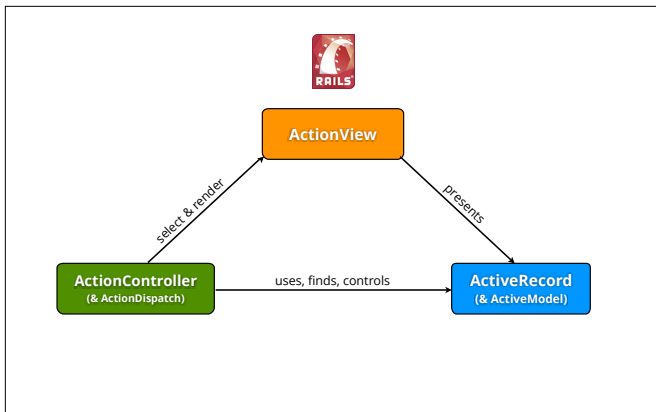 RAILS
ActionView
select & render
presents
ActionController
(& ActionDispatch)
uses, finds, controls
ActiveRecord
(& ActiveModel)